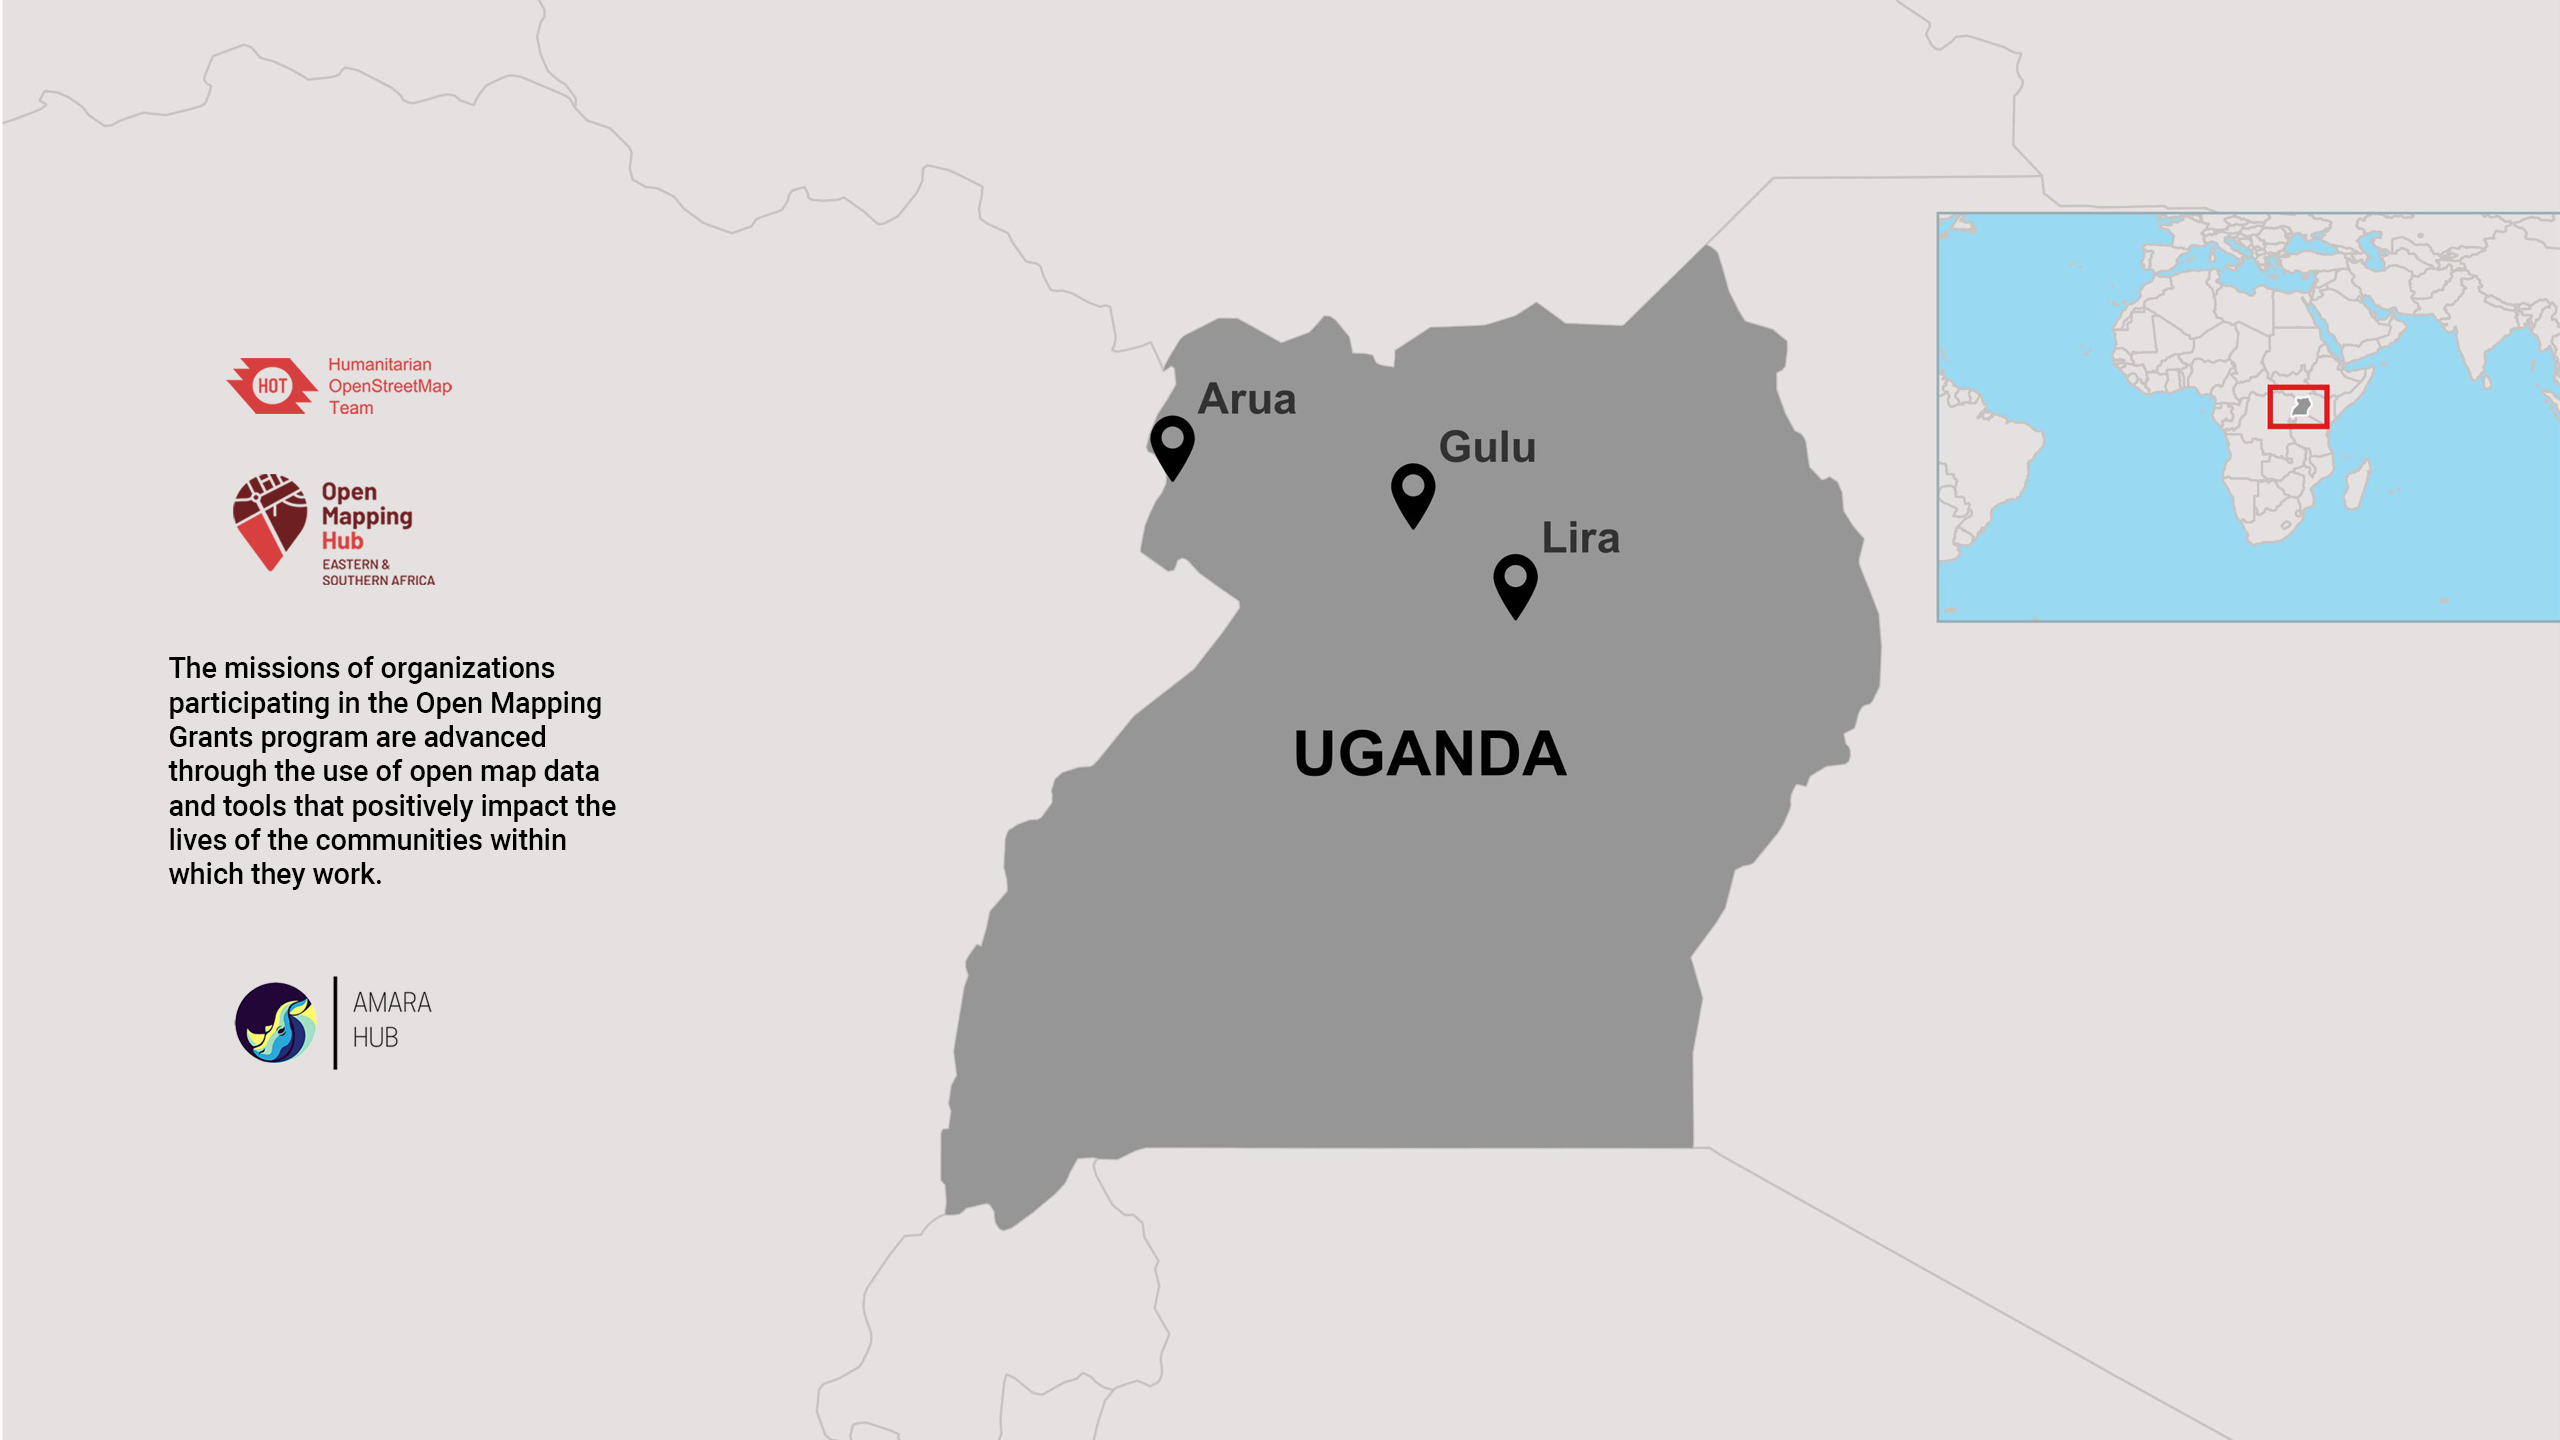 Humanitarian
OpenStreetMap
Team
HOT
Open
Mapping
Hub
EASTERN &
SOUTHERN AFRICA
The missions of organizations
participating in the Open Mapping
Grants program are advanced
through the use of open map data
and tools that positively impact the
lives of the communities within
which they work.
AMARA
HUB
Arua
Gulu
Lira
UGANDA